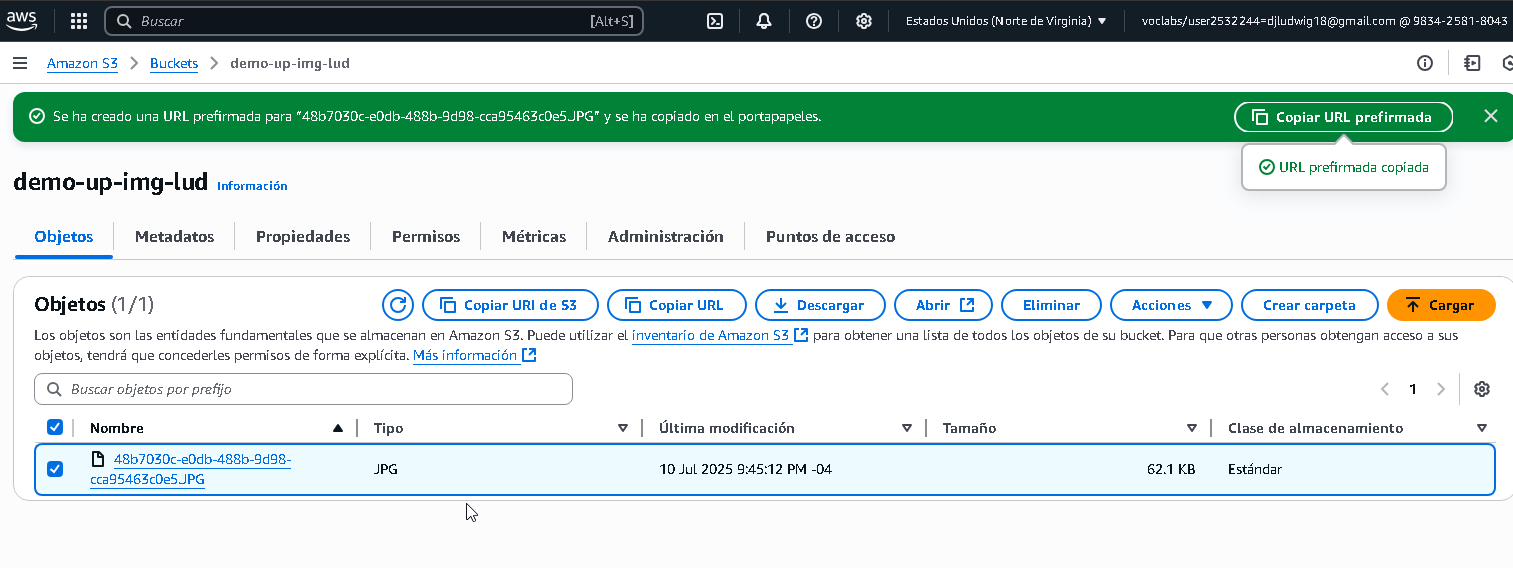 aws
Buscar [Alt+S]
Estados Unidos (Norte de Virginia) voclabs/user2532244=djludwig18@gmail.com @ 9834-2581-8043
Amazon S3 Buckets demo-up-img-lud
Se ha creado una URL prefirmada para "48b7030c-e0db-488b-9d98-cca95463c0e5.JPG" y se ha copiado en el portapapeles.
Copiar URL prefirmada
URL prefirmada copiada
demo-up-img-lud Información
Objetos Metadatos Propiedades Permisos Métricas Administración Puntos de acceso
Objetos (1/1)
Copiar URI de S3 Copiar URL Descargar Abrir Eliminar Acciones Crear carpeta Cargar
Los objetos son las entidades fundamentales que se almacenan en Amazon S3. Puede utilizar el inventario de Amazon S3 para obtener una lista de todos los objetos de su bucket. Para que otras personas obtengan acceso a sus
objetos, tendrá que concederles permisos de forma explícita. Más información
Buscar objetos por prefijo
1
Nombre Tipo Última modificación Tamaño Clase de almacenamiento
48b7030c-e0db-488b-9d98-
cca95463c0e5.JPG
JPG 10 Jul 2025 9:45:12 PM -04 62.1 KB Estándar